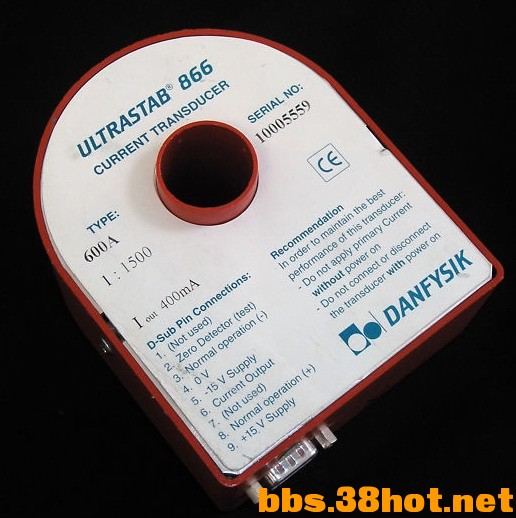 ULTRASTAB® 866
CURRENT TRANSDUCER
SERIAL NO:
10005559
CE
TYPE:
600A
1 : 1500
I out 400mA
D-Sub Pin Connections:
1. (Not used)
2. Zero Detector (test)
3. Normal operation (-)
4. 0 V
5. -15 V Supply
6. Current Output
7. (Not used)
8. Normal operation (+)
9. +15 V Supply
Recommendation
In order to maintain the best
performance of this transducer:
- Do not apply primary Current
without power on
- Do not connect or disconnect
the transducer with power on
DANFYSIK
bbs.38hot.net